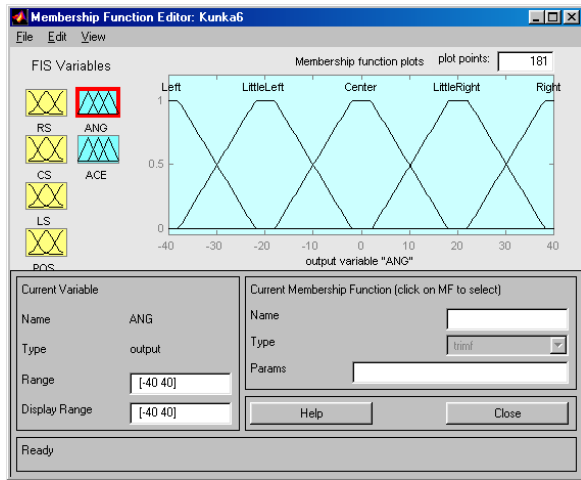 Membership Function Editor: Kunka6
File Edit View
FIS Variables
Membership function plots plot points: 181
RS ANG
CS ACE
LS
POS
Left LittleLeft Center LittleRight Right
1
0.5
0
-40 -30 -20 -10 0 10 20 30 40
output variable "ANG"
Current Variable
Name ANG
Type output
Range [-40 40]
Display Range [-40 40]
Current Membership Function (click on MF to select)
Name
Type trimf
Params
Help Close
Ready